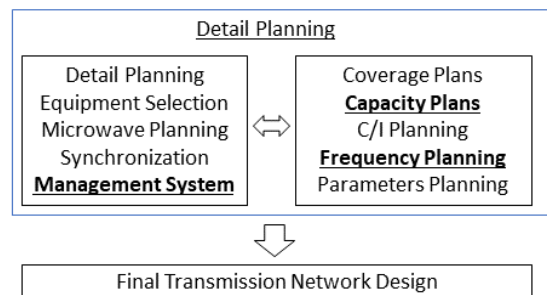 Detail Planning
Detail Planning
Equipment Selection
Microwave Planning
Synchronization
Management System
Coverage Plans
Capacity Plans
C/I Planning
Frequency Planning
Parameters Planning
Final Transmission Network Design